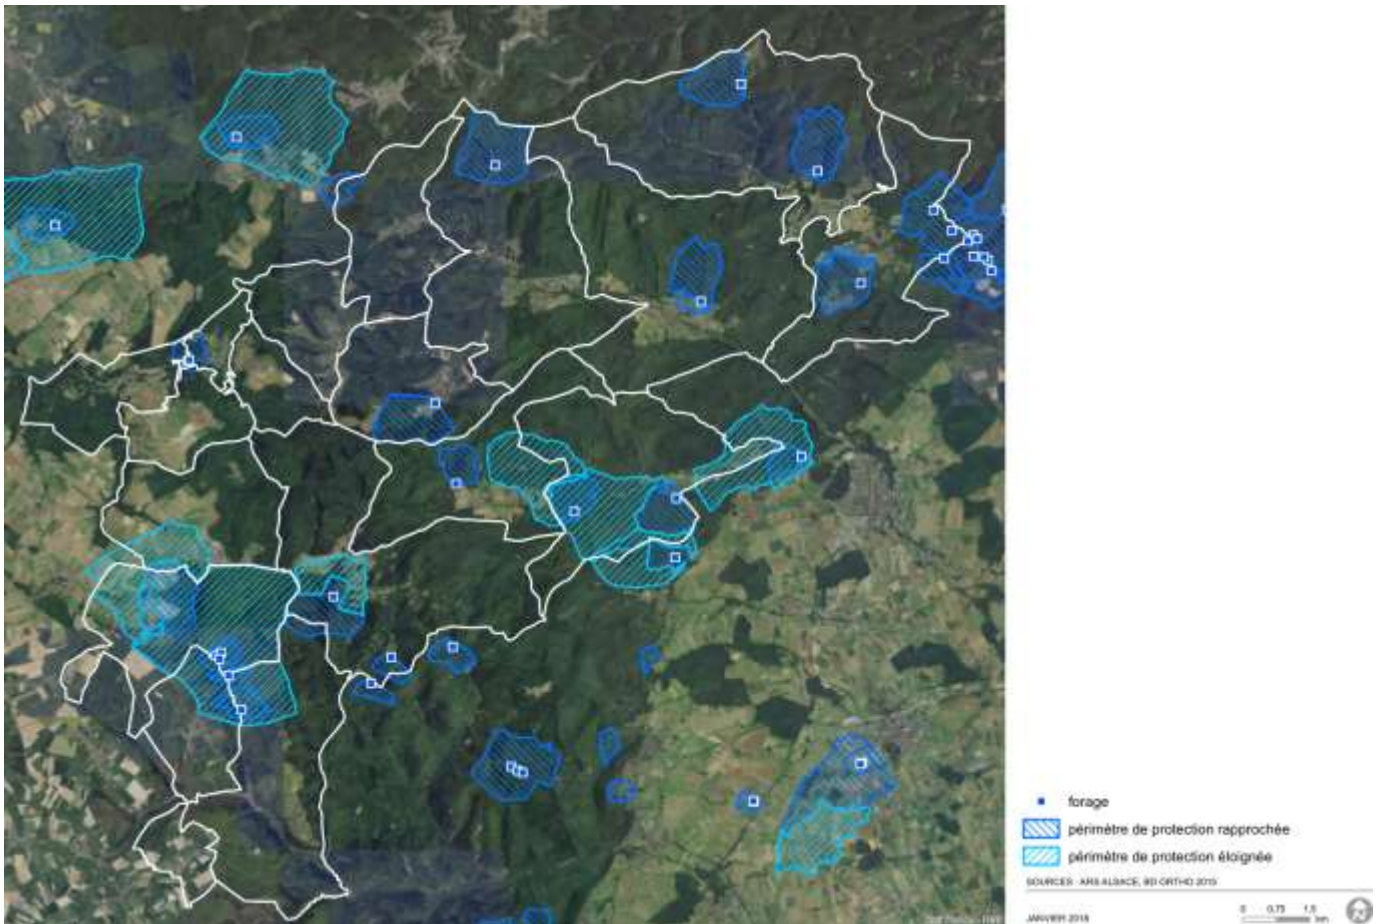 forage
périmètre de protection rapprochée
périmètre de protection éloignée
SOURCES : ARS ALSACE, BD ORTHO 2015
JANVIER 2018
0 0,75 1,5
km